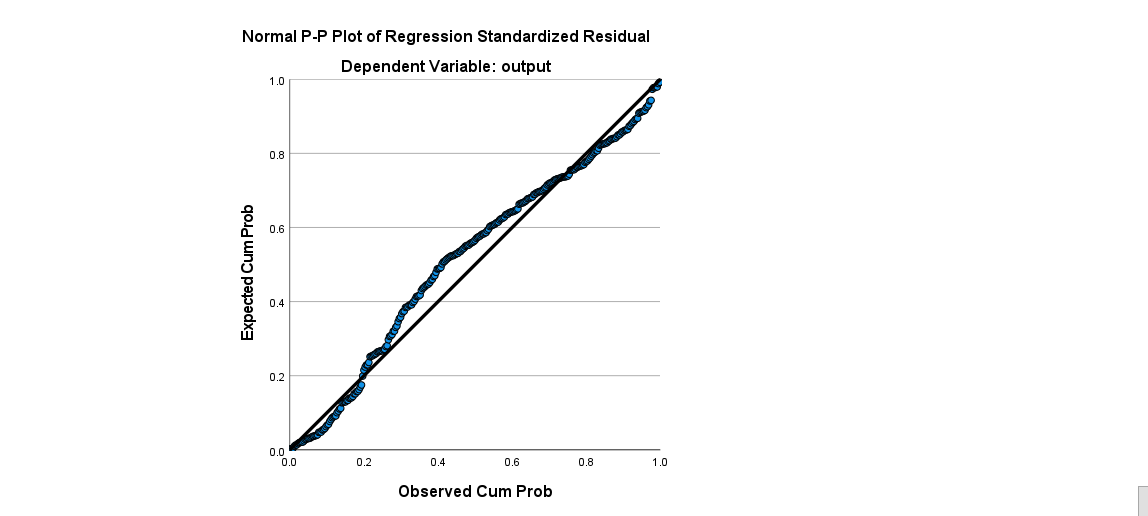 Normal P-P Plot of Regression Standardized Residual
Dependent Variable: output
1.0
0.8
0.6
0.4
0.2
0.0
Expected Cum Prob
0.0 0.2 0.4 0.6 0.8 1.0
Observed Cum Prob